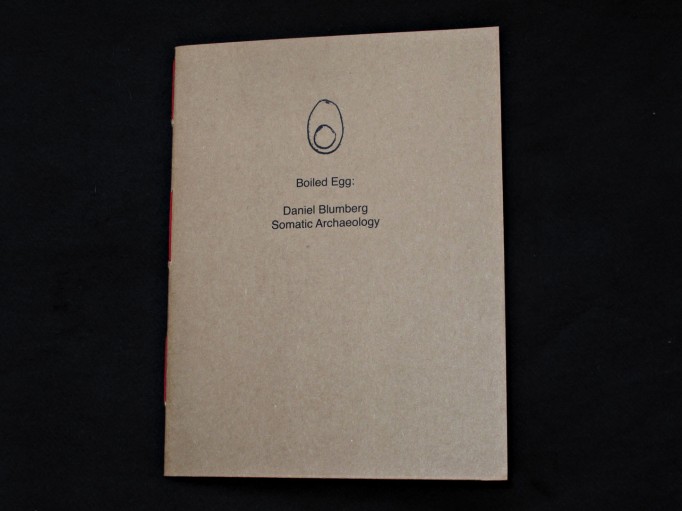 Boiled Egg:
Daniel Blumberg
Somatic Archaeology